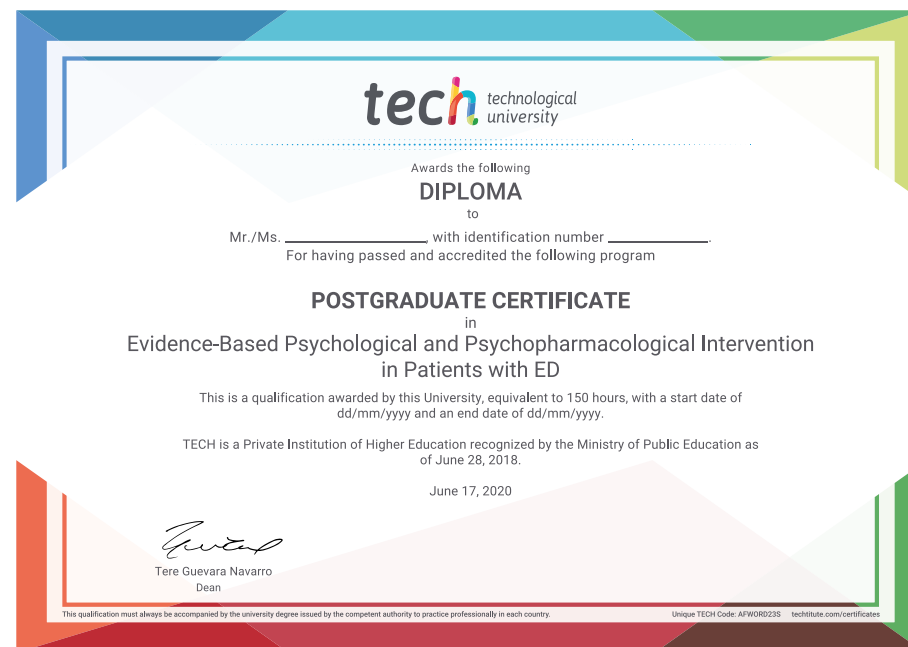 tech technological
university
Awards the following
DIPLOMA
to
Mr./Ms. ____________________, with identification number ______________.
For having passed and accredited the following program
POSTGRADUATE CERTIFICATE
in
Evidence-Based Psychological and Psychopharmacological Intervention
in Patients with ED
This is a qualification awarded by this University, equivalent to 150 hours, with a start date of
dd/mm/yyyy and an end date of dd/mm/yyyy.
TECH is a Private Institution of Higher Education recognized by the Ministry of Public Education as
of June 28, 2018.
June 17, 2020
Tere Guevara Navarro
Dean
This qualification must always be accompanied by the university degree issued by the competent authority to practice professionally in each country. Unique TECH Code: AFWORD23S techtitute.com/certificates